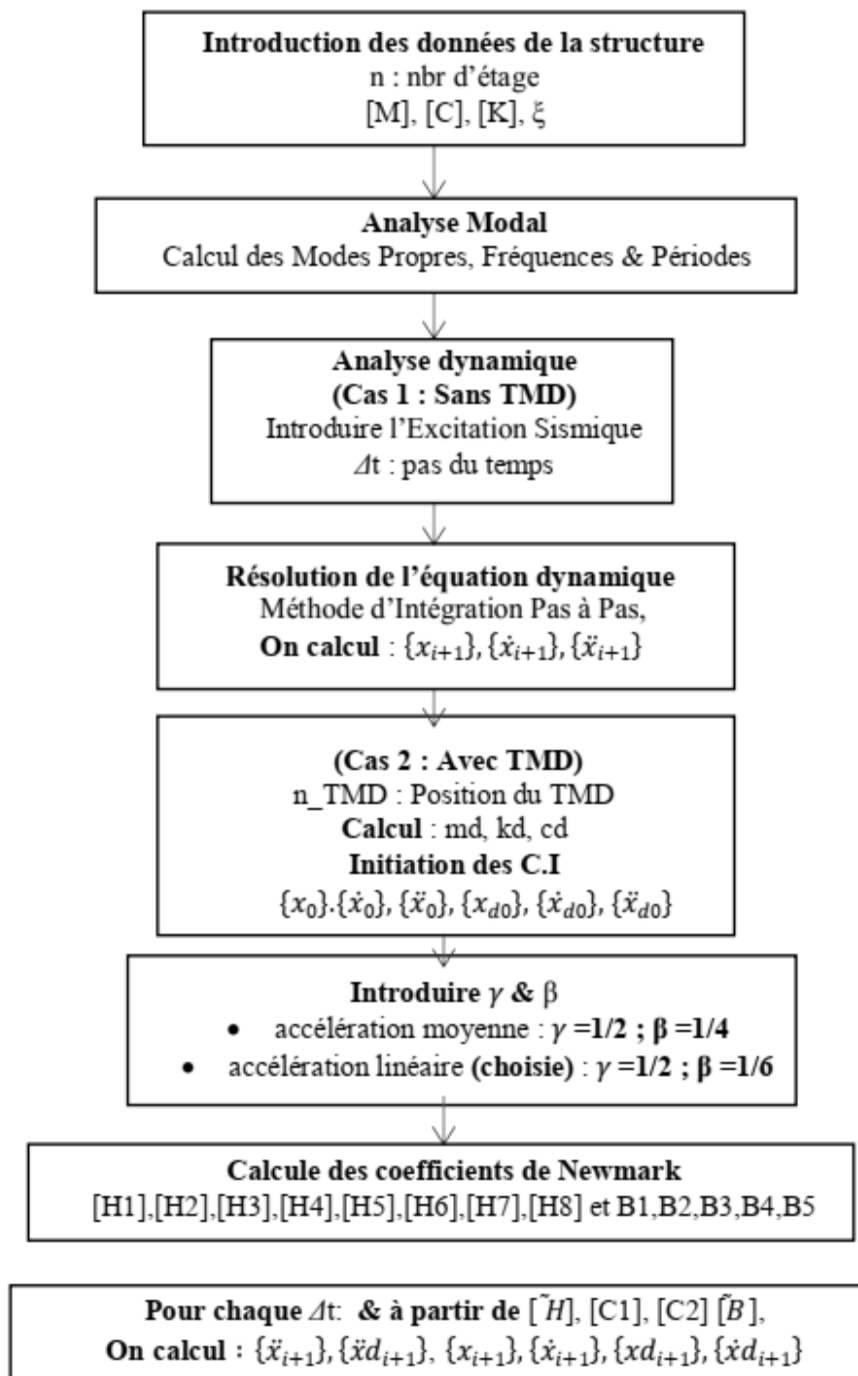 Introduction des données de la structure
n : nbr d'étage
[M], [C], [K], ξ
Analyse Modal
Calcul des Modes Propres, Fréquences & Périodes
Analyse dynamique
(Cas 1 : Sans TMD)
Introduire l'Excitation Sismique
Δt : pas du temps
Résolution de l'équation dynamique
Méthode d'Intégration Pas à Pas,
On calcul : {x_{i+1}}, {ẋ_{i+1}}, {ẍ_{i+1}}
(Cas 2 : Avec TMD)
n_TMD : Position du TMD
Calcul : md, kd, cd
Initiation des C.I
{x₀}.{ẋ₀}, {ẍ₀}, {x_{d0}}, {ẋ_{d0}}, {ẍ_{d0}}
Introduire γ & β
• accélération moyenne : γ =1/2 ; β =1/4
• accélération linéaire (choisie) : γ =1/2 ; β =1/6
Calcule des coefficients de Newmark
[H1],[H2],[H3],[H4],[H5],[H6],[H7],[H8] et B1,B2,B3,B4,B5
Pour chaque Δt: & à partir de [H̃], [C1], [C2] [B̃],
On calcul : {ẍ_{i+1}}, {ẍd_{i+1}}, {x_{i+1}}, {ẋ_{i+1}}, {xd_{i+1}}, {ẋd_{i+1}}